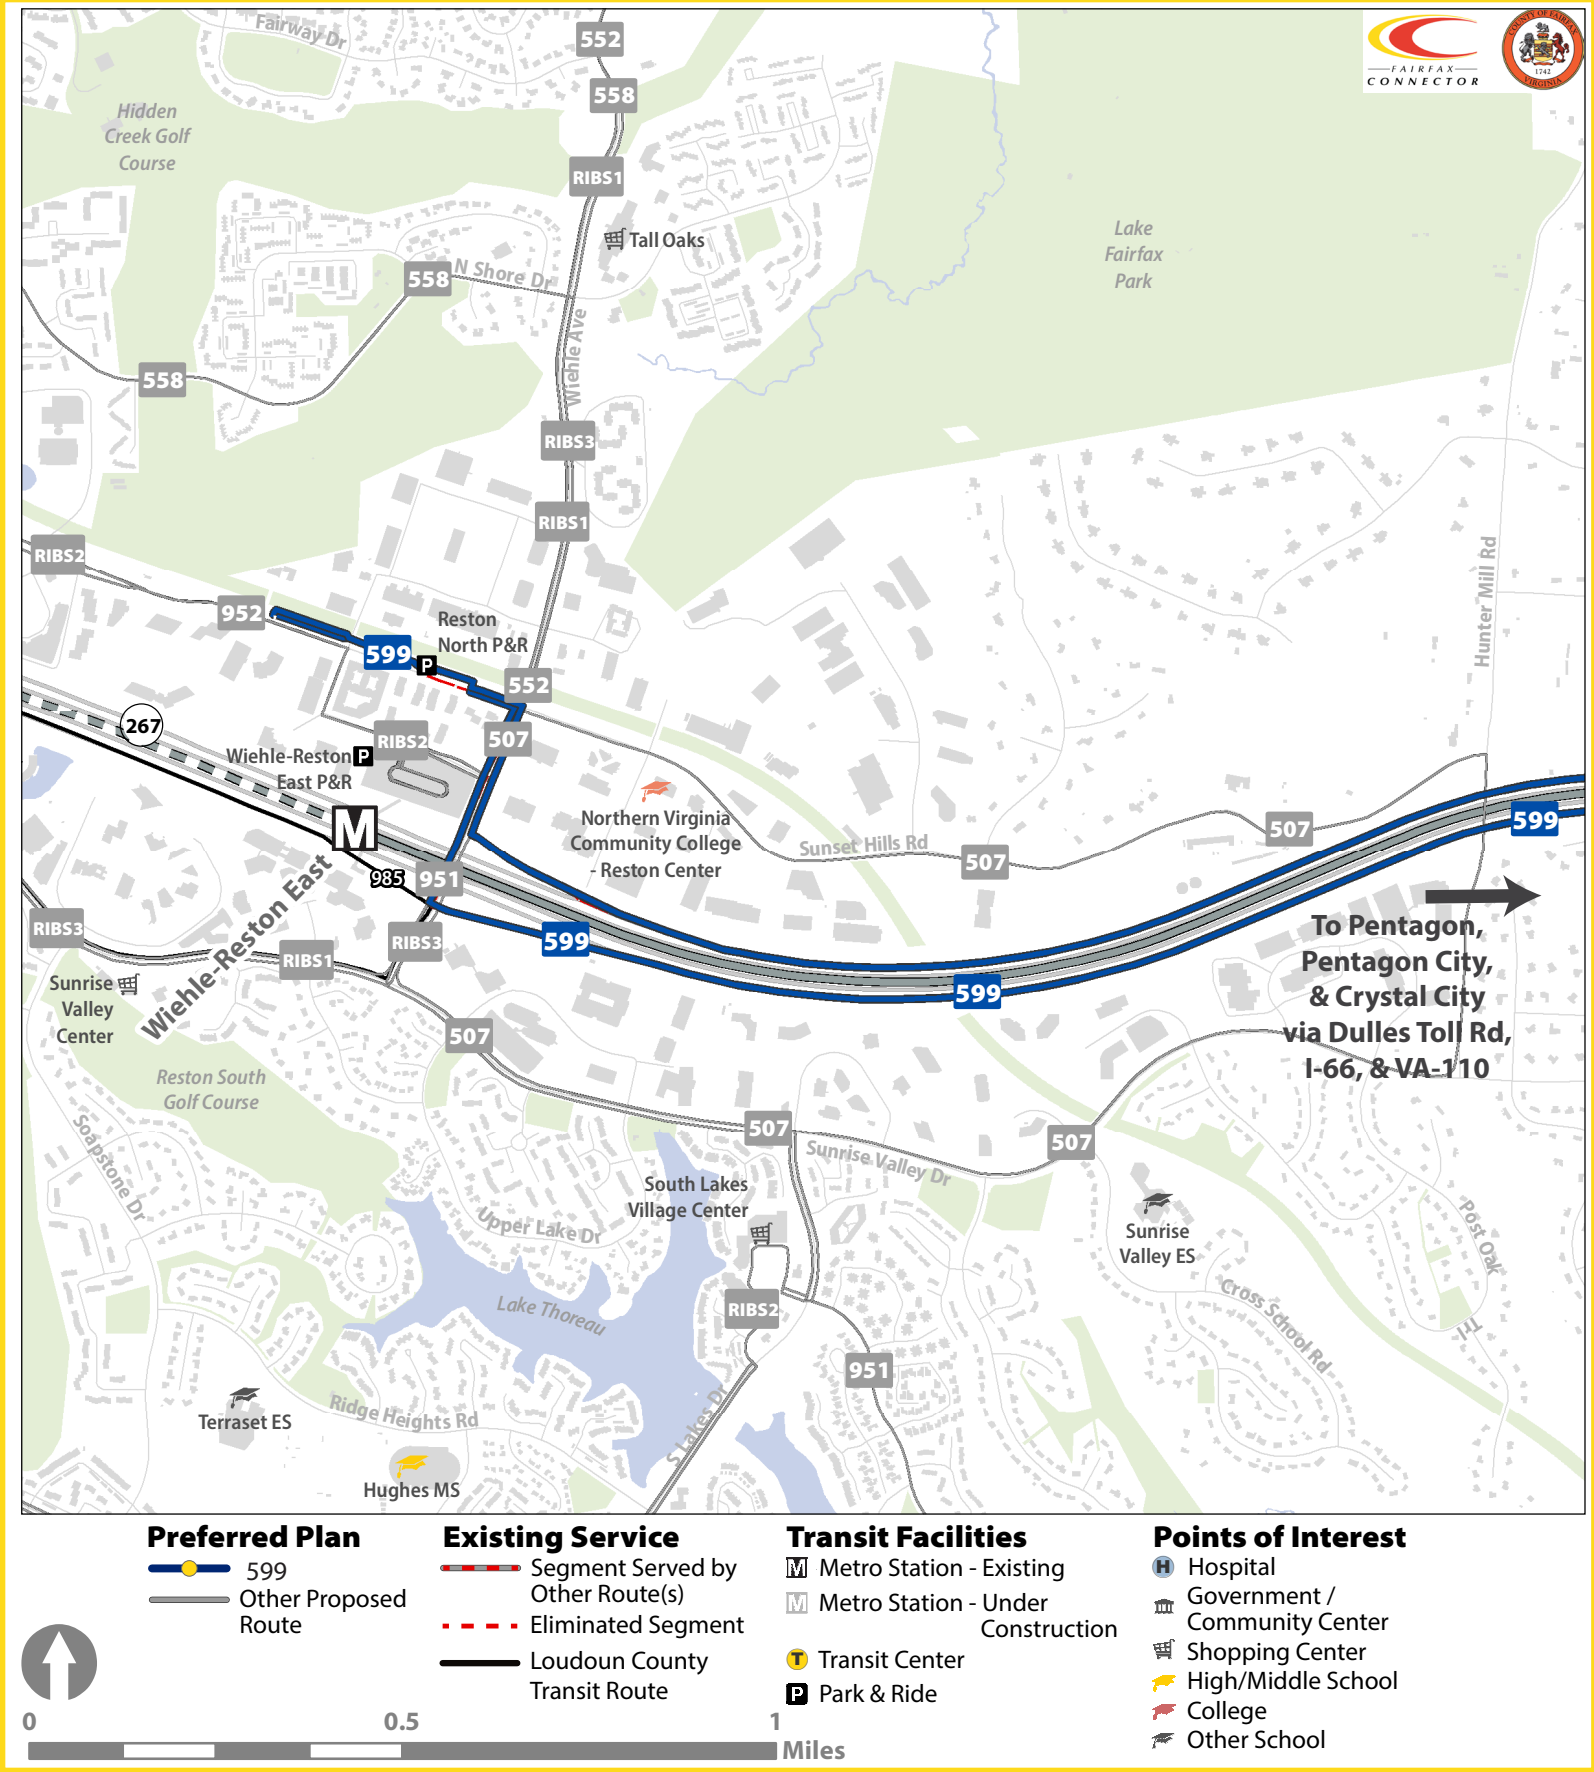 Fairway Dr
552
558
FAIRFAX
CONNECTOR
COUNTY OF FAIRFAX
1742
VIRGINIA
Hidden
Creek Golf
Course
RIBS1
Tall Oaks
Lake
Fairfax
Park
558
N Shore Dr
Wiehle Ave
558
RIBS3
RIBS1
RIBS2
Hunter Mill Rd
952
Reston
North P&R
599
P
552
267
RIBS2
507
Wiehle-Reston
East P&R
P
M
Northern Virginia
Community College
- Reston Center
Sunset Hills Rd
507
507
599
985
951
Wiehle-Reston East
RIBS3
RIBS1
RIBS3
599
599
To Pentagon,
Pentagon City,
& Crystal City
via Dulles Toll Rd,
I-66, & VA-110
Sunrise
Valley
Center
507
Reston South
Golf Course
Soapstone Dr
507
Sunrise Valley Dr
507
South Lakes
Village Center
Upper Lake Dr
Sunrise
Valley ES
Post Oak
Trl
Cross School Rd
Lake Thoreau
RIBS2
951
Terraset ES
Ridge Heights Rd
S Lakes Dr
Hughes MS
Preferred Plan
599
Other Proposed
Route
Existing Service
Segment Served by
Other Route(s)
Eliminated Segment
Loudoun County
Transit Route
Transit Facilities
M Metro Station - Existing
M Metro Station - Under
Construction
T Transit Center
P Park & Ride
Points of Interest
H Hospital
Government /
Community Center
Shopping Center
High/Middle School
College
Other School
0 0.5 1
Miles